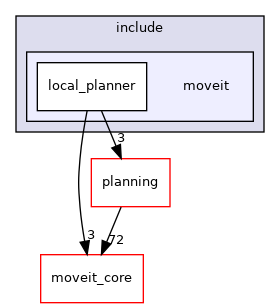 include
local_planner
moveit
3
planning
3
72
moveit_core